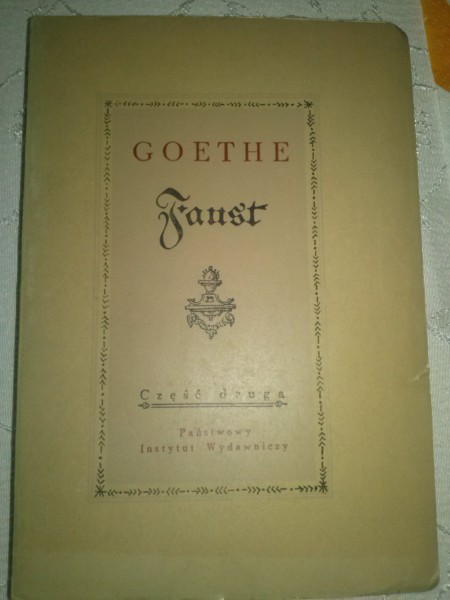 GOETHE
Faust
Część druga
Państwowy
Instytut Wydawniczy